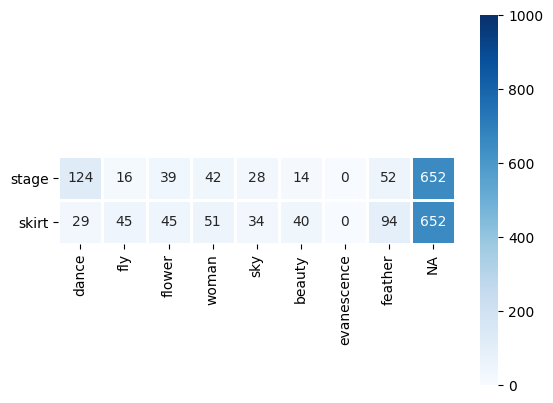 1000
800
600
400
200
0
stage 124 16 39 42 28 14 0 52 652
skirt 29 45 45 51 34 40 0 94 652
dance fly flower woman sky beauty evanescence feather NA